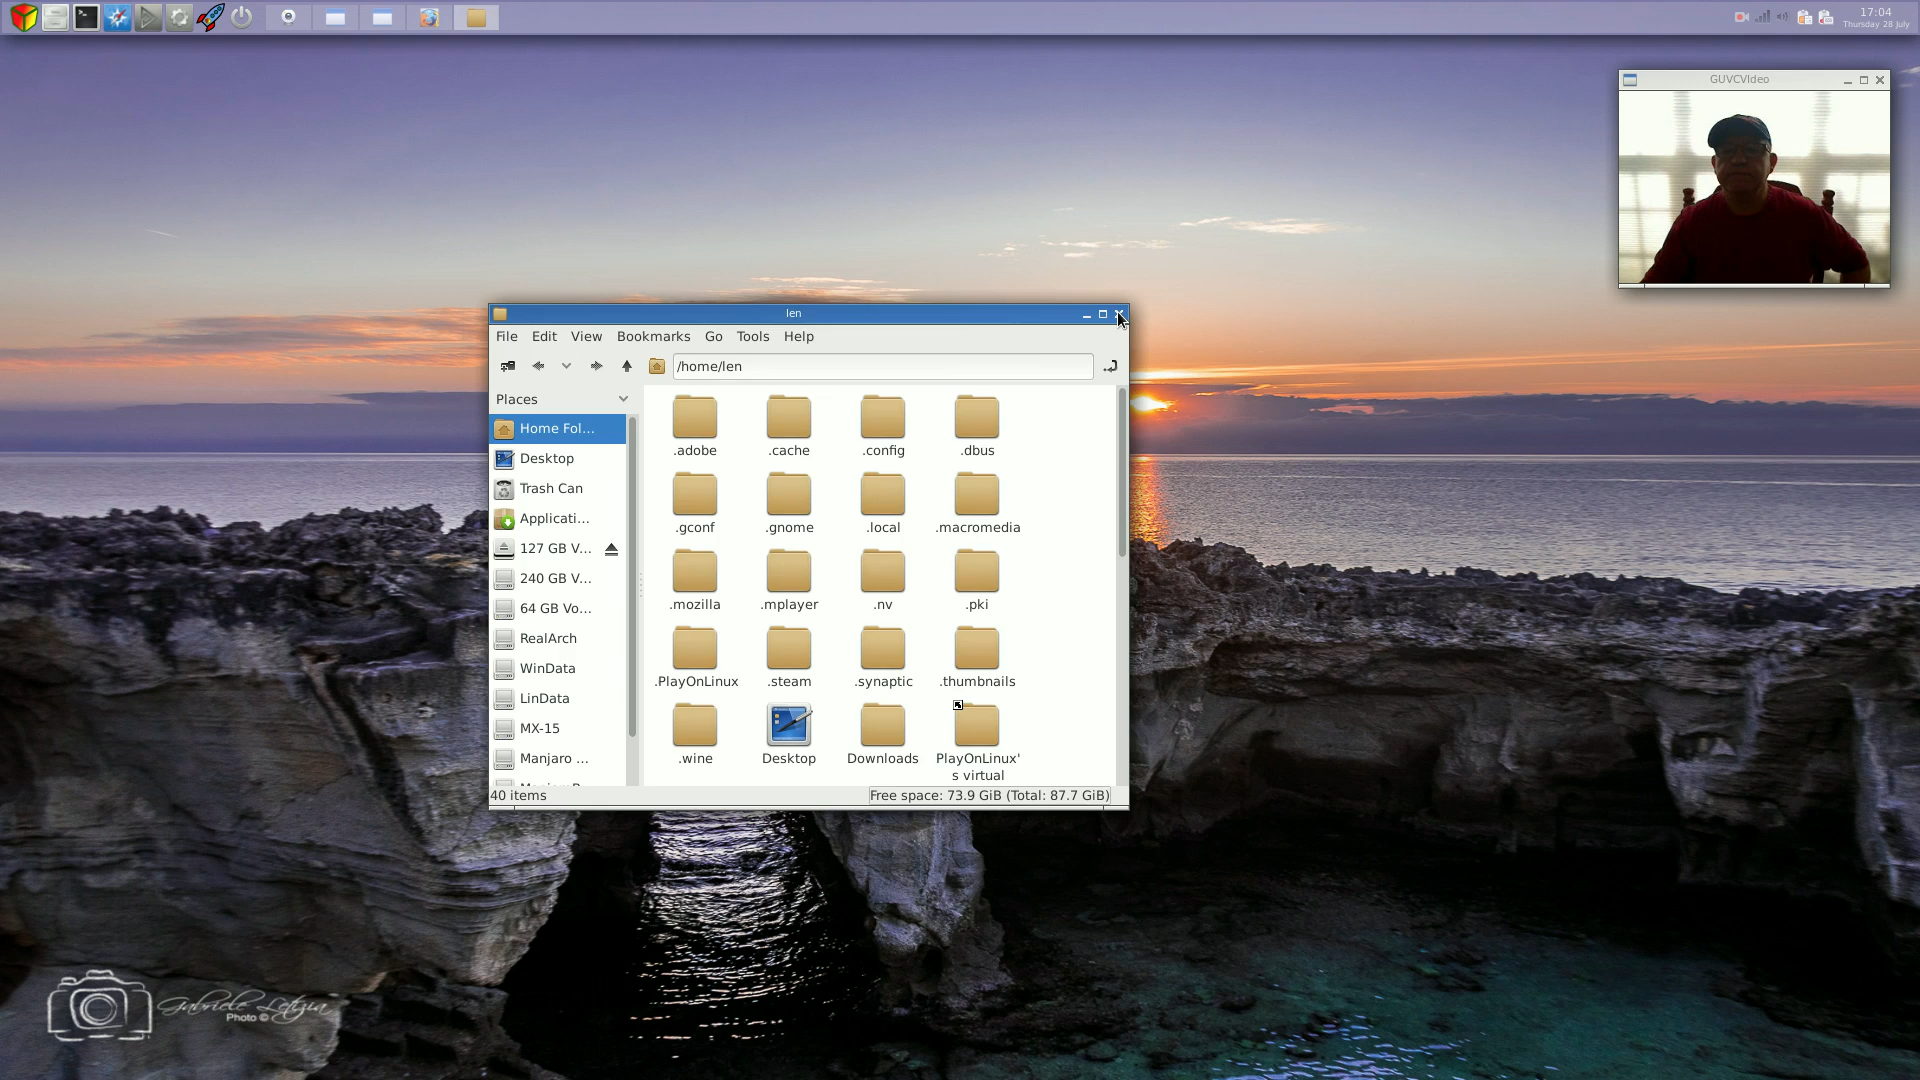 17:04
Thursday 28 July
GUVCVideo
len
File Edit View Bookmarks Go Tools Help
/home/len
Places
Home Fol...
Desktop
Trash Can
Applicati...
127 GB V...
240 GB V...
64 GB Vo...
RealArch
WinData
LinData
MX-15
Manjaro ...
.adobe .cache .config .dbus
.gconf .gnome .local .macromedia
.mozilla .mplayer .nv .pki
.PlayOnLinux .steam .synaptic .thumbnails
.wine Desktop Downloads PlayOnLinux'
s virtual
40 items
Free space: 73.9 GiB (Total: 87.7 GiB)
Gabriele Letizia
Photo ©